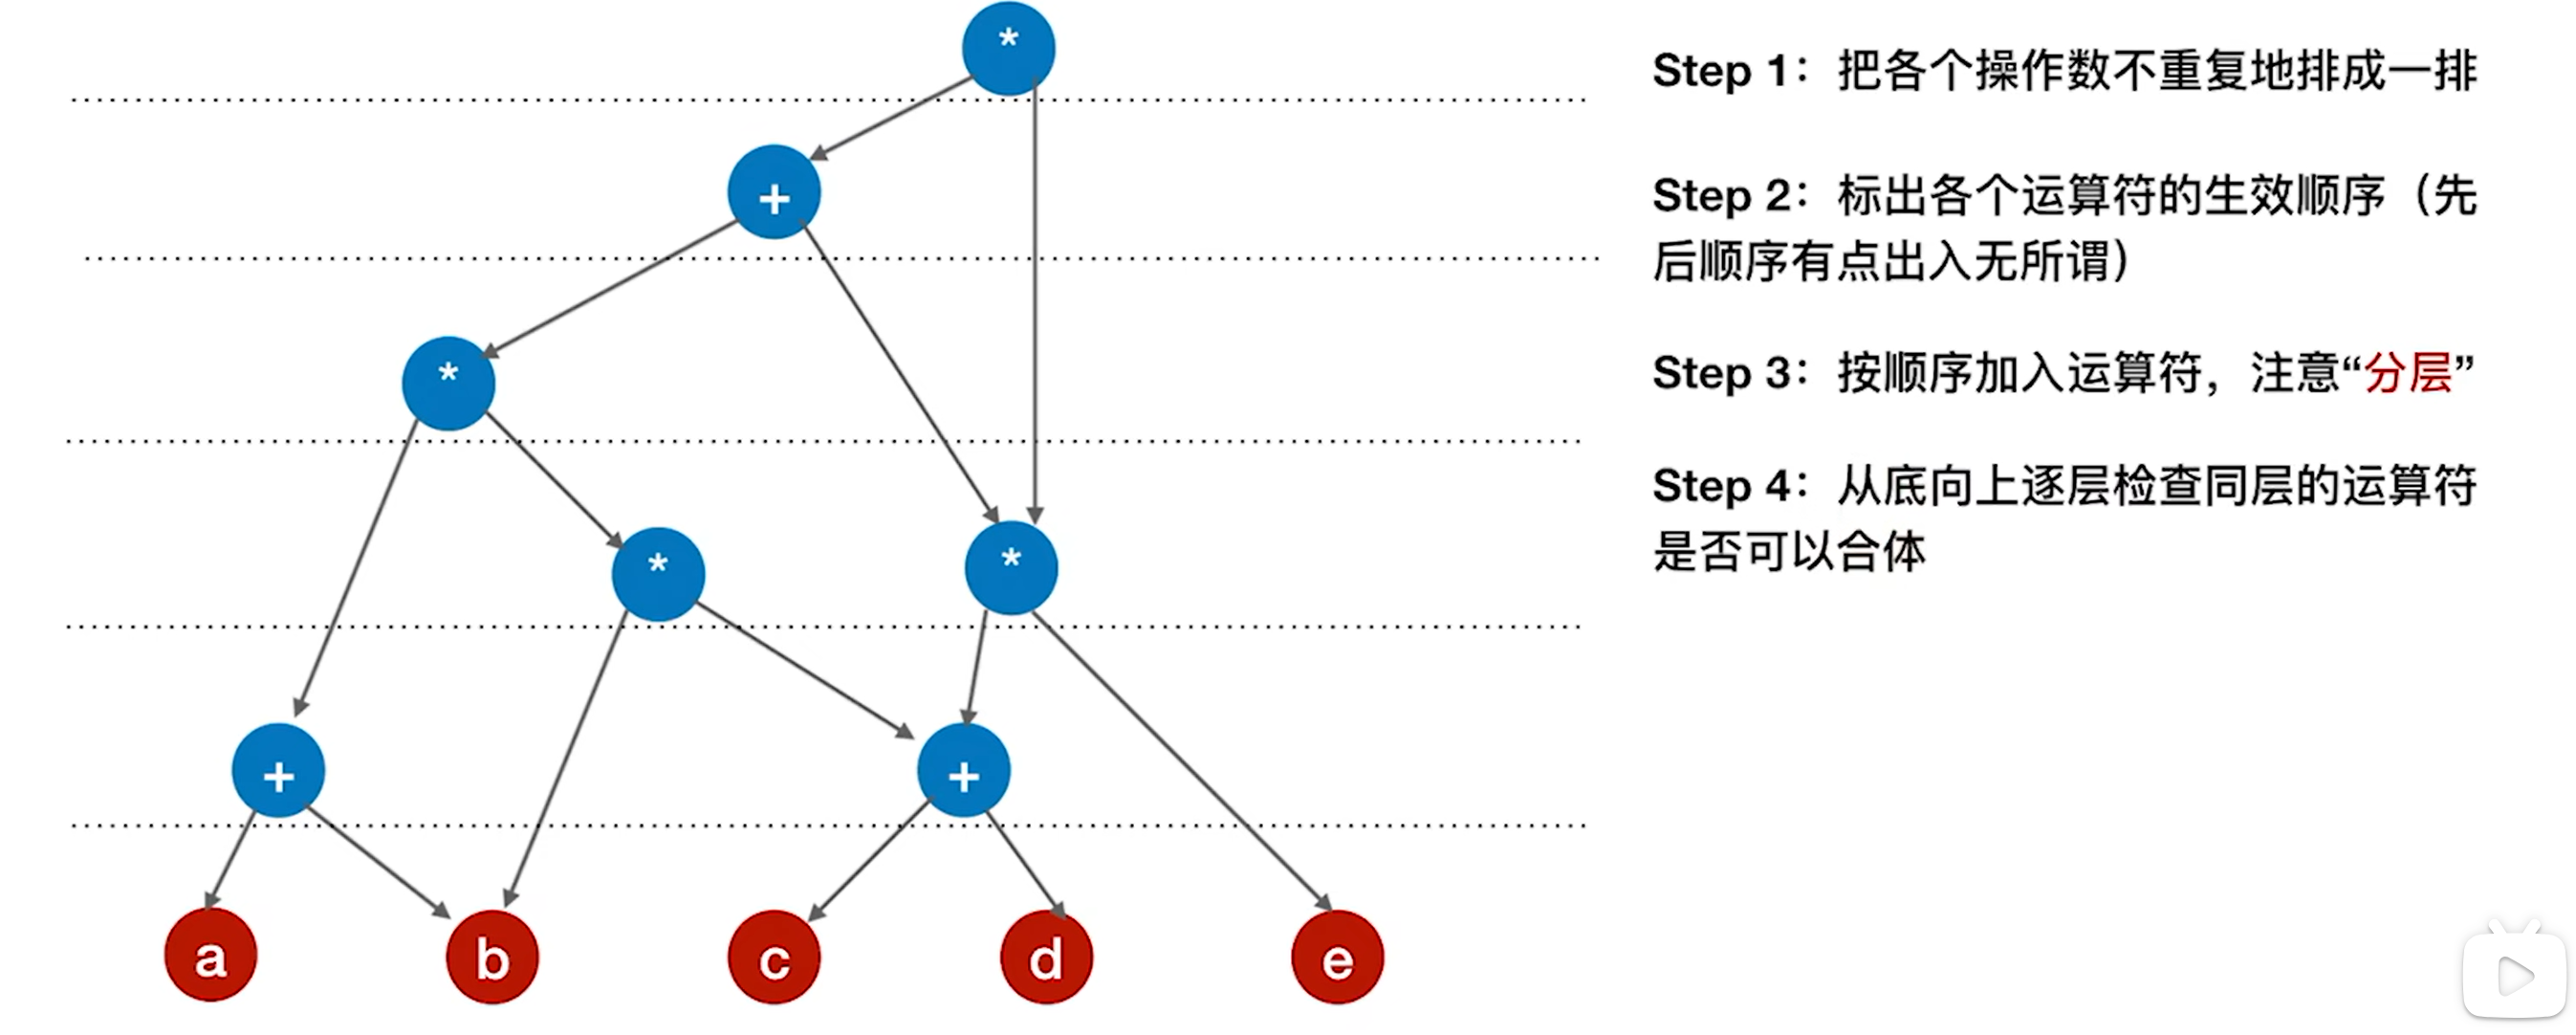 *
Step 1：把各个操作数不重复地排成一排
+
Step 2：标出各个运算符的生效顺序（先
后顺序有点出入无所谓）
*
Step 3：按顺序加入运算符，注意“分层”
Step 4：从底向上逐层检查同层的运算符
是否可以合体
* *
+ +
a b c d e